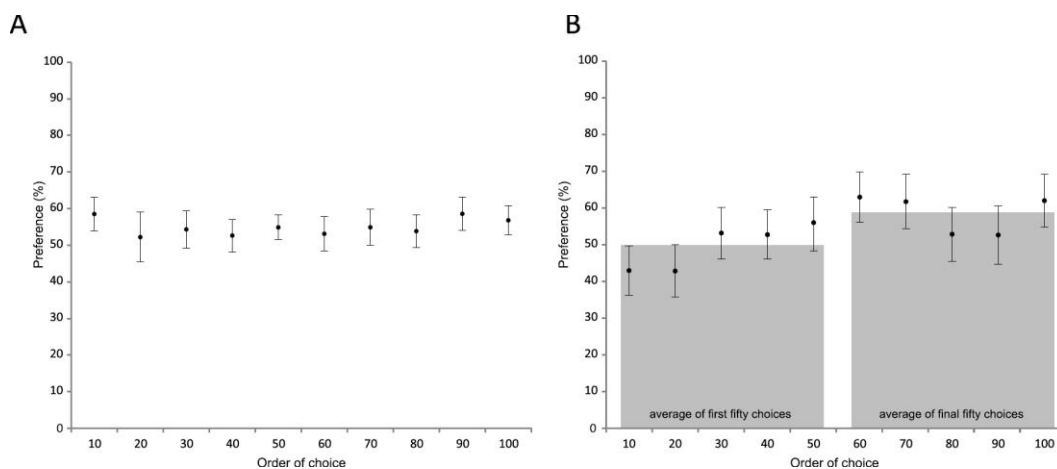 A
100
90
80
70
60
50
40
30
20
10
0
Preference (%)
10 20 30 40 50 60 70 80 90 100
Order of choice
B
100
90
80
70
60
50
40
30
20
10
0
Preference (%)
average of first fifty choices
average of final fifty choices
10 20 30 40 50 60 70 80 90 100
Order of choice